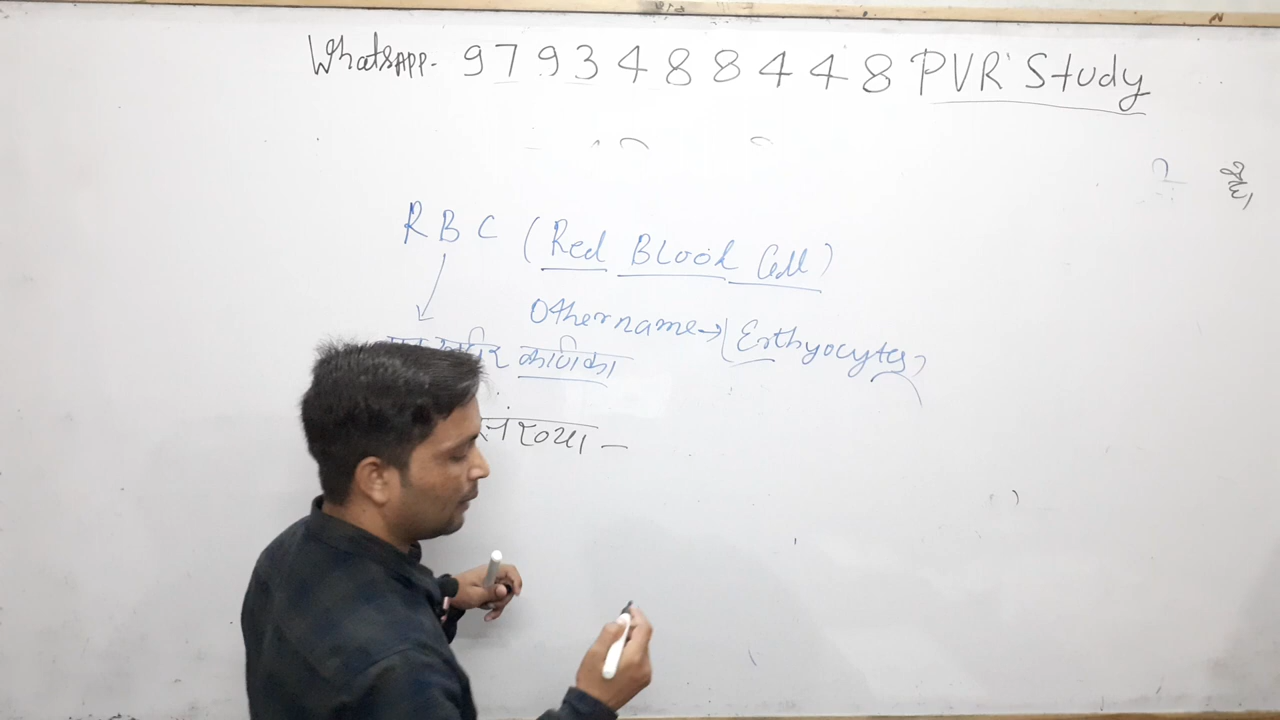 WhatsApp. 9793488448 PVR Study
RBC (Red Blood Cell)
Other name → (Erthyocytes)
कणिका